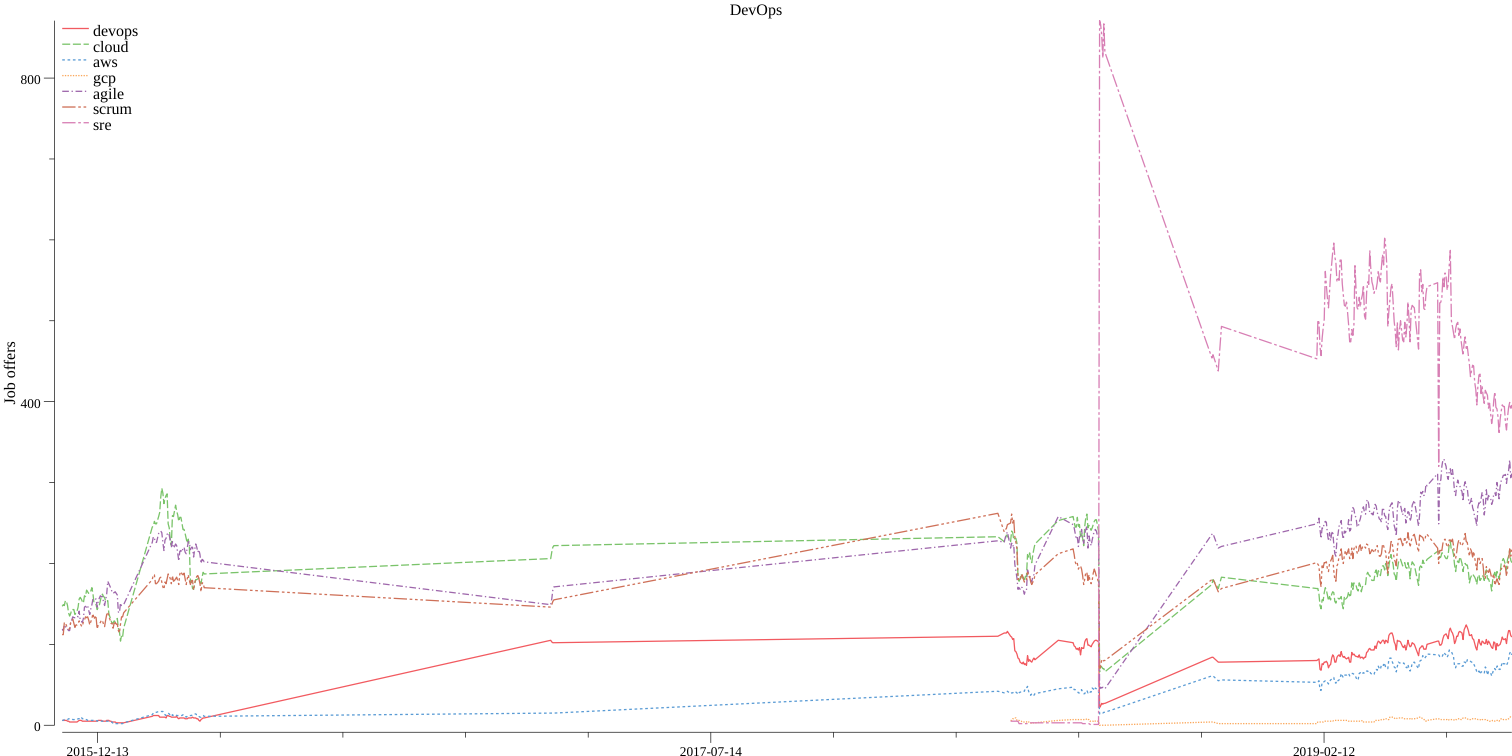 DevOps
devops
cloud
aws
gcp
agile
scrum
sre
800
400
0
Job offers
2015-12-13
2017-07-14
2019-02-12